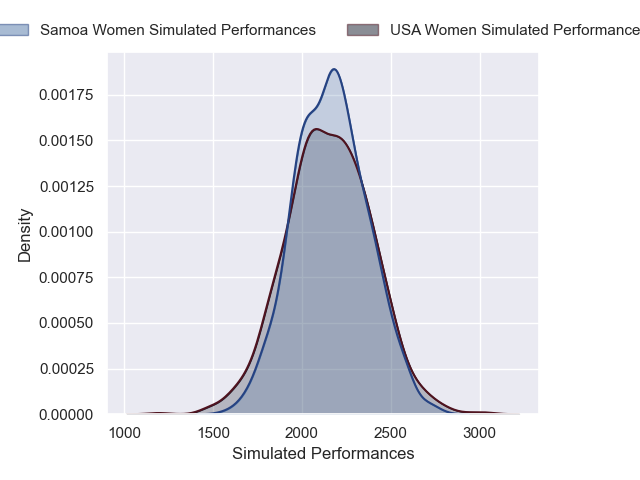 Samoa Women Simulated Performances
USA Women Simulated Performance
0.00175
0.00150
0.00125
0.00100
0.00075
0.00050
0.00025
0.00000
Density
1000 1500 2000 2500 3000
Simulated Performances